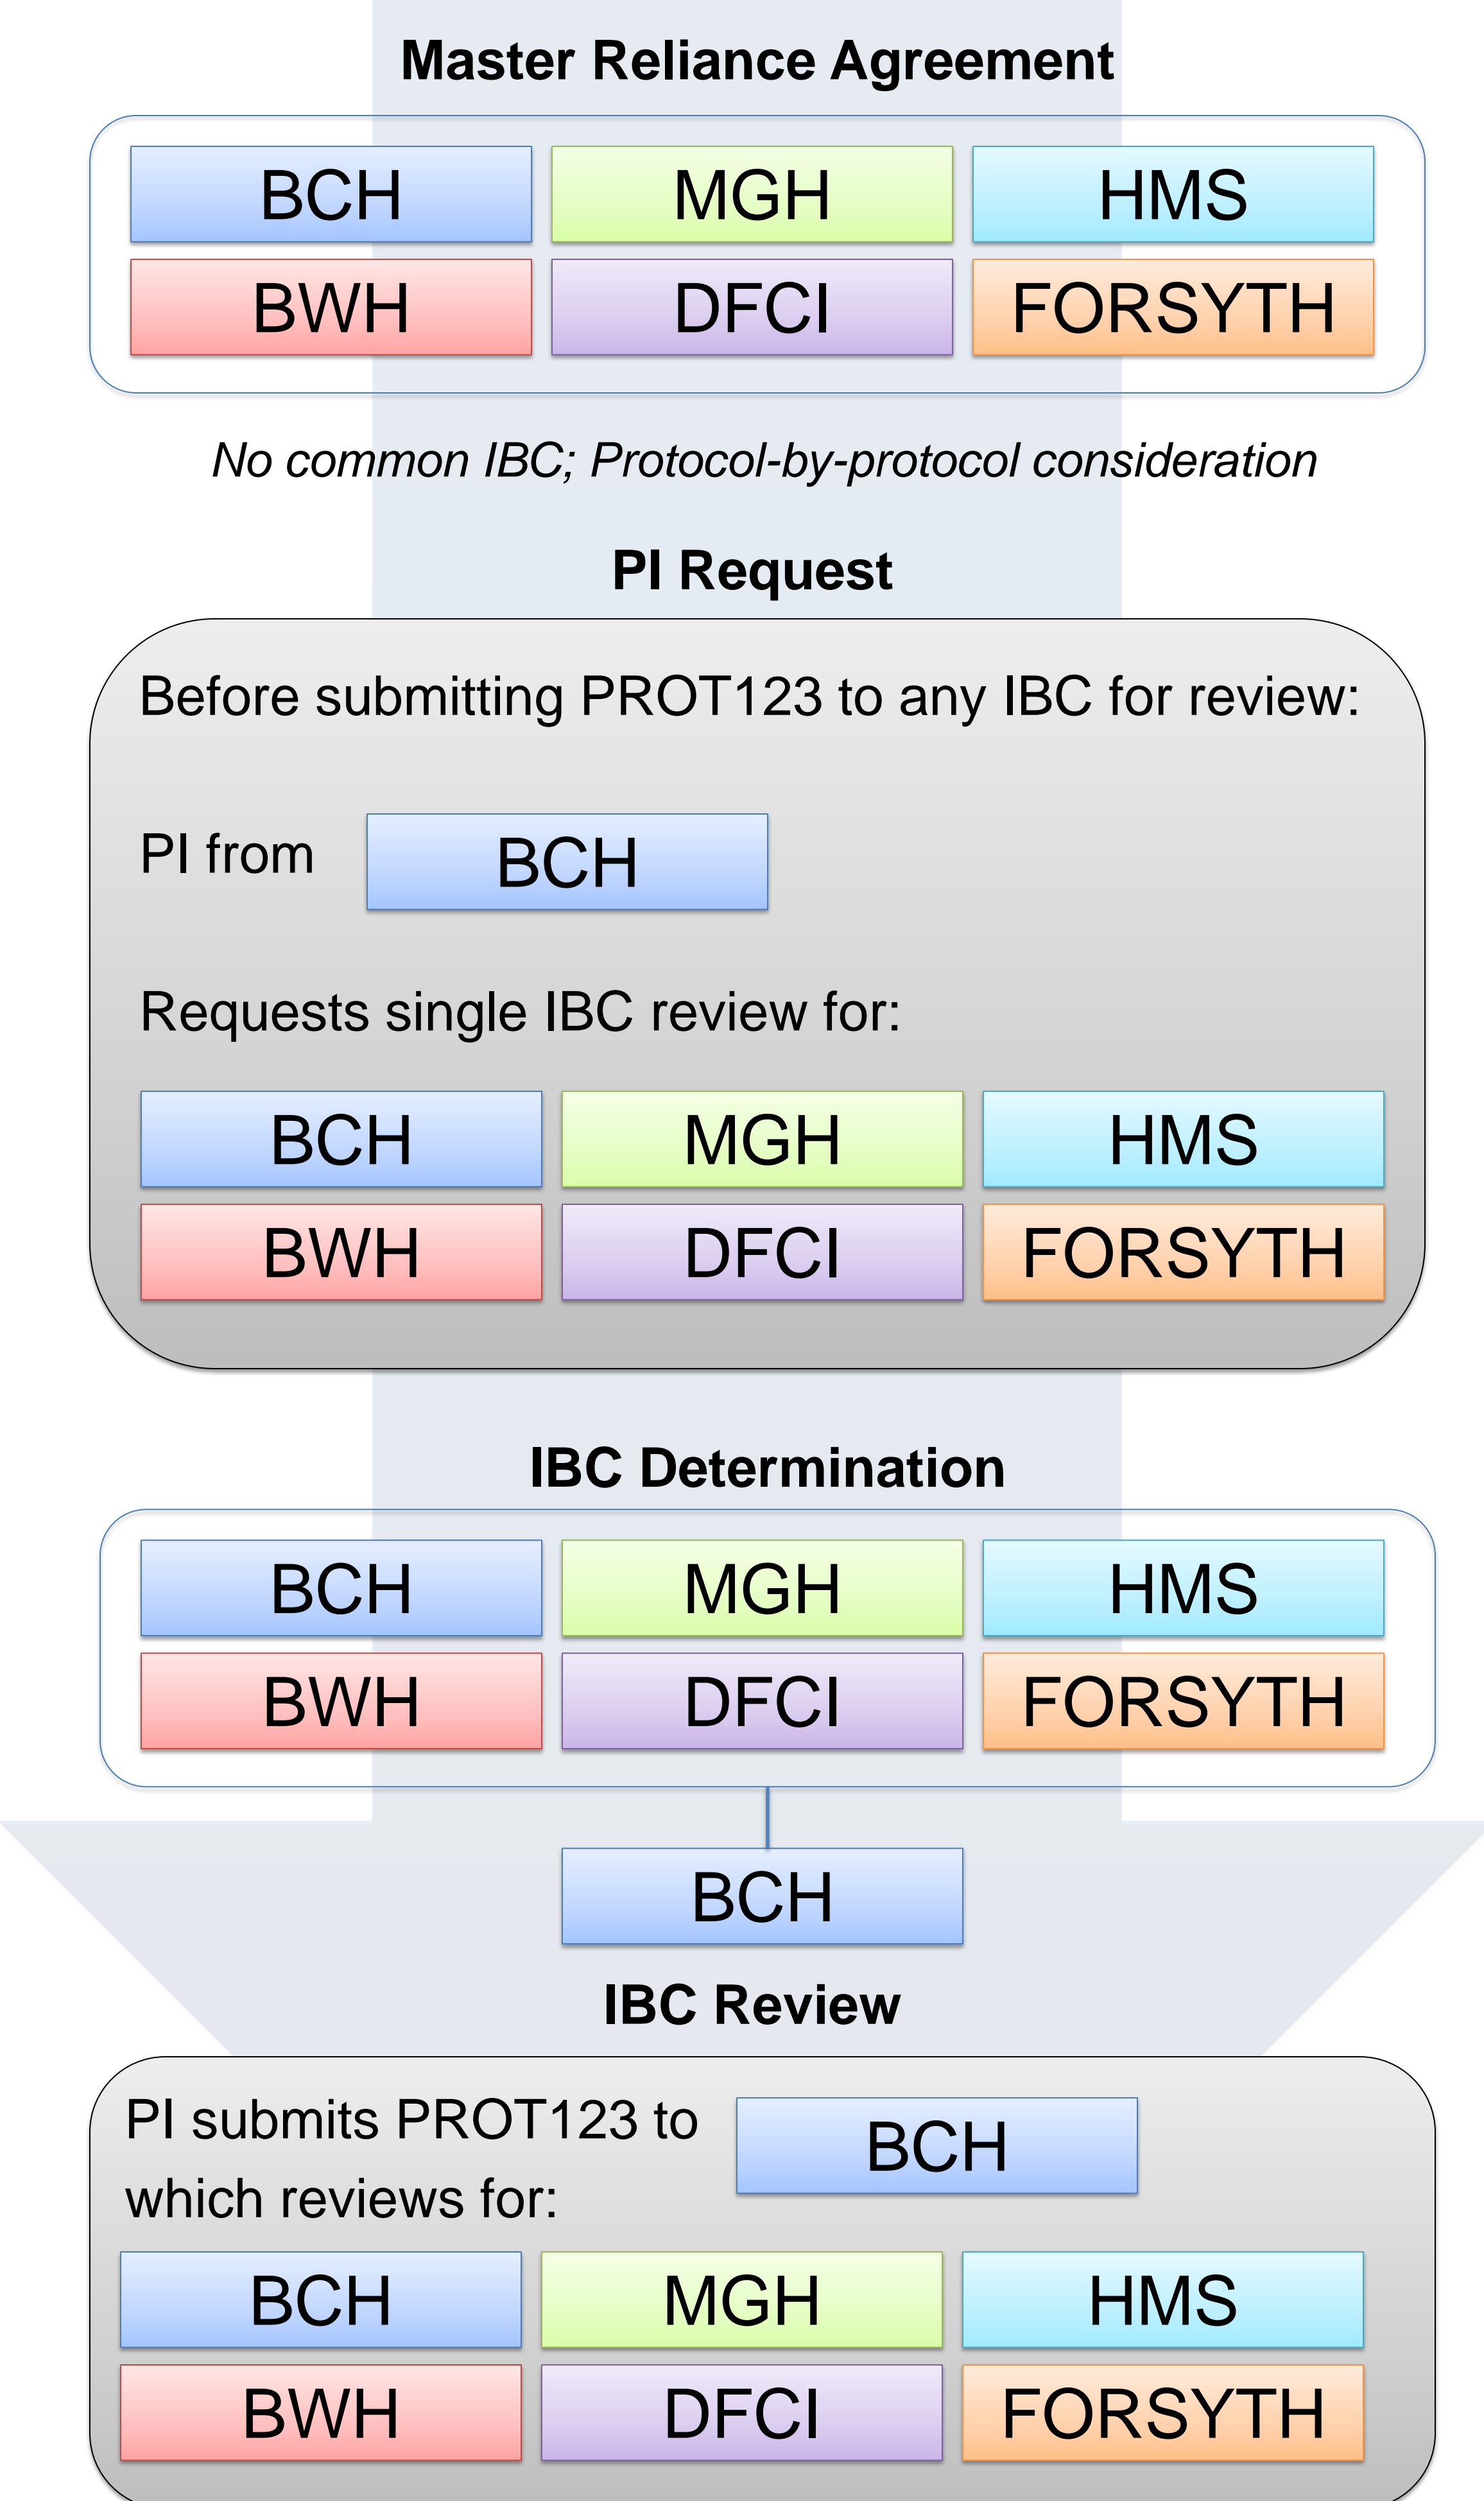 Master Reliance Agreement
BCH MGH HMS
BWH DFCI FORSYTH
No common IBC; Protocol-by-protocol consideration
PI Request
Before submitting PROT123 to any IBC for review:
PI from BCH
Requests single IBC review for:
BCH MGH HMS
BWH DFCI FORSYTH
IBC Determination
BCH MGH HMS
BWH DFCI FORSYTH
BCH
IBC Review
PI submits PROT123 to BCH
which reviews for:
BCH MGH HMS
BWH DFCI FORSYTH